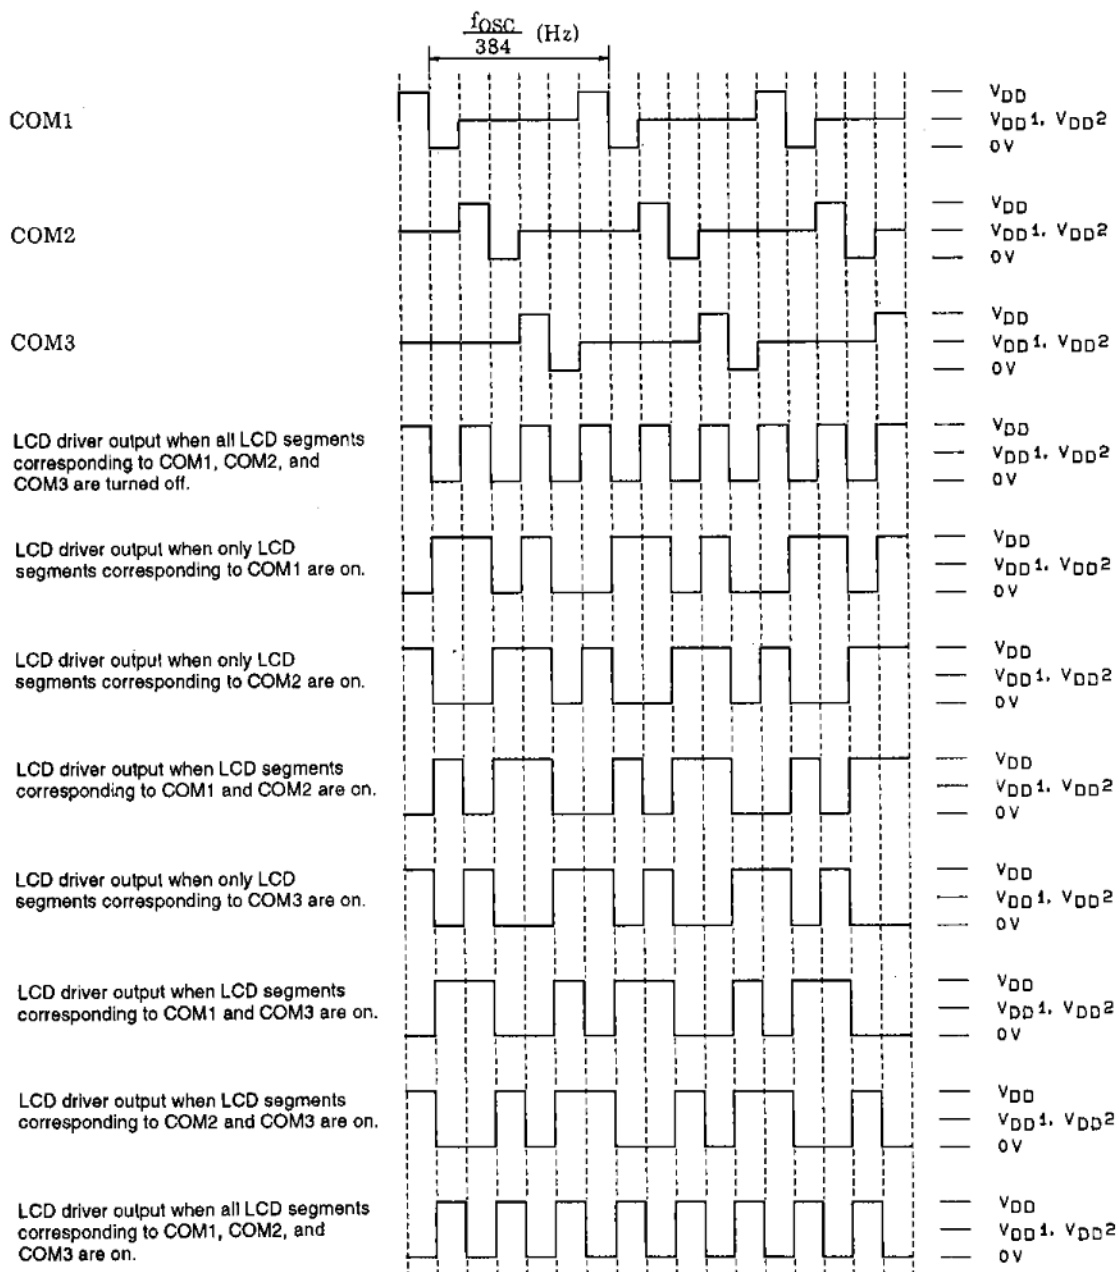 fOSC
384 (Hz)
COM1
VDD
VDD1, VDD2
0V
COM2
VDD
VDD1, VDD2
0V
COM3
VDD
VDD1, VDD2
0V
LCD driver output when all LCD segments
corresponding to COM1, COM2, and
COM3 are turned off.
VDD
VDD1, VDD2
0V
LCD driver output when only LCD
segments corresponding to COM1 are on.
VDD
VDD1, VDD2
0V
LCD driver output when only LCD
segments corresponding to COM2 are on.
VDD
VDD1, VDD2
0V
LCD driver output when LCD segments
corresponding to COM1 and COM2 are on.
VDD
VDD1, VDD2
0V
LCD driver output when only LCD
segments corresponding to COM3 are on.
VDD
VDD1, VDD2
0V
LCD driver output when LCD segments
corresponding to COM1 and COM3 are on.
VDD
VDD1, VDD2
0V
LCD driver output when LCD segments
corresponding to COM2 and COM3 are on.
VDD
VDD1, VDD2
0V
LCD driver output when all LCD segments
corresponding to COM1, COM2, and
COM3 are on.
VDD
VDD1, VDD2
0V